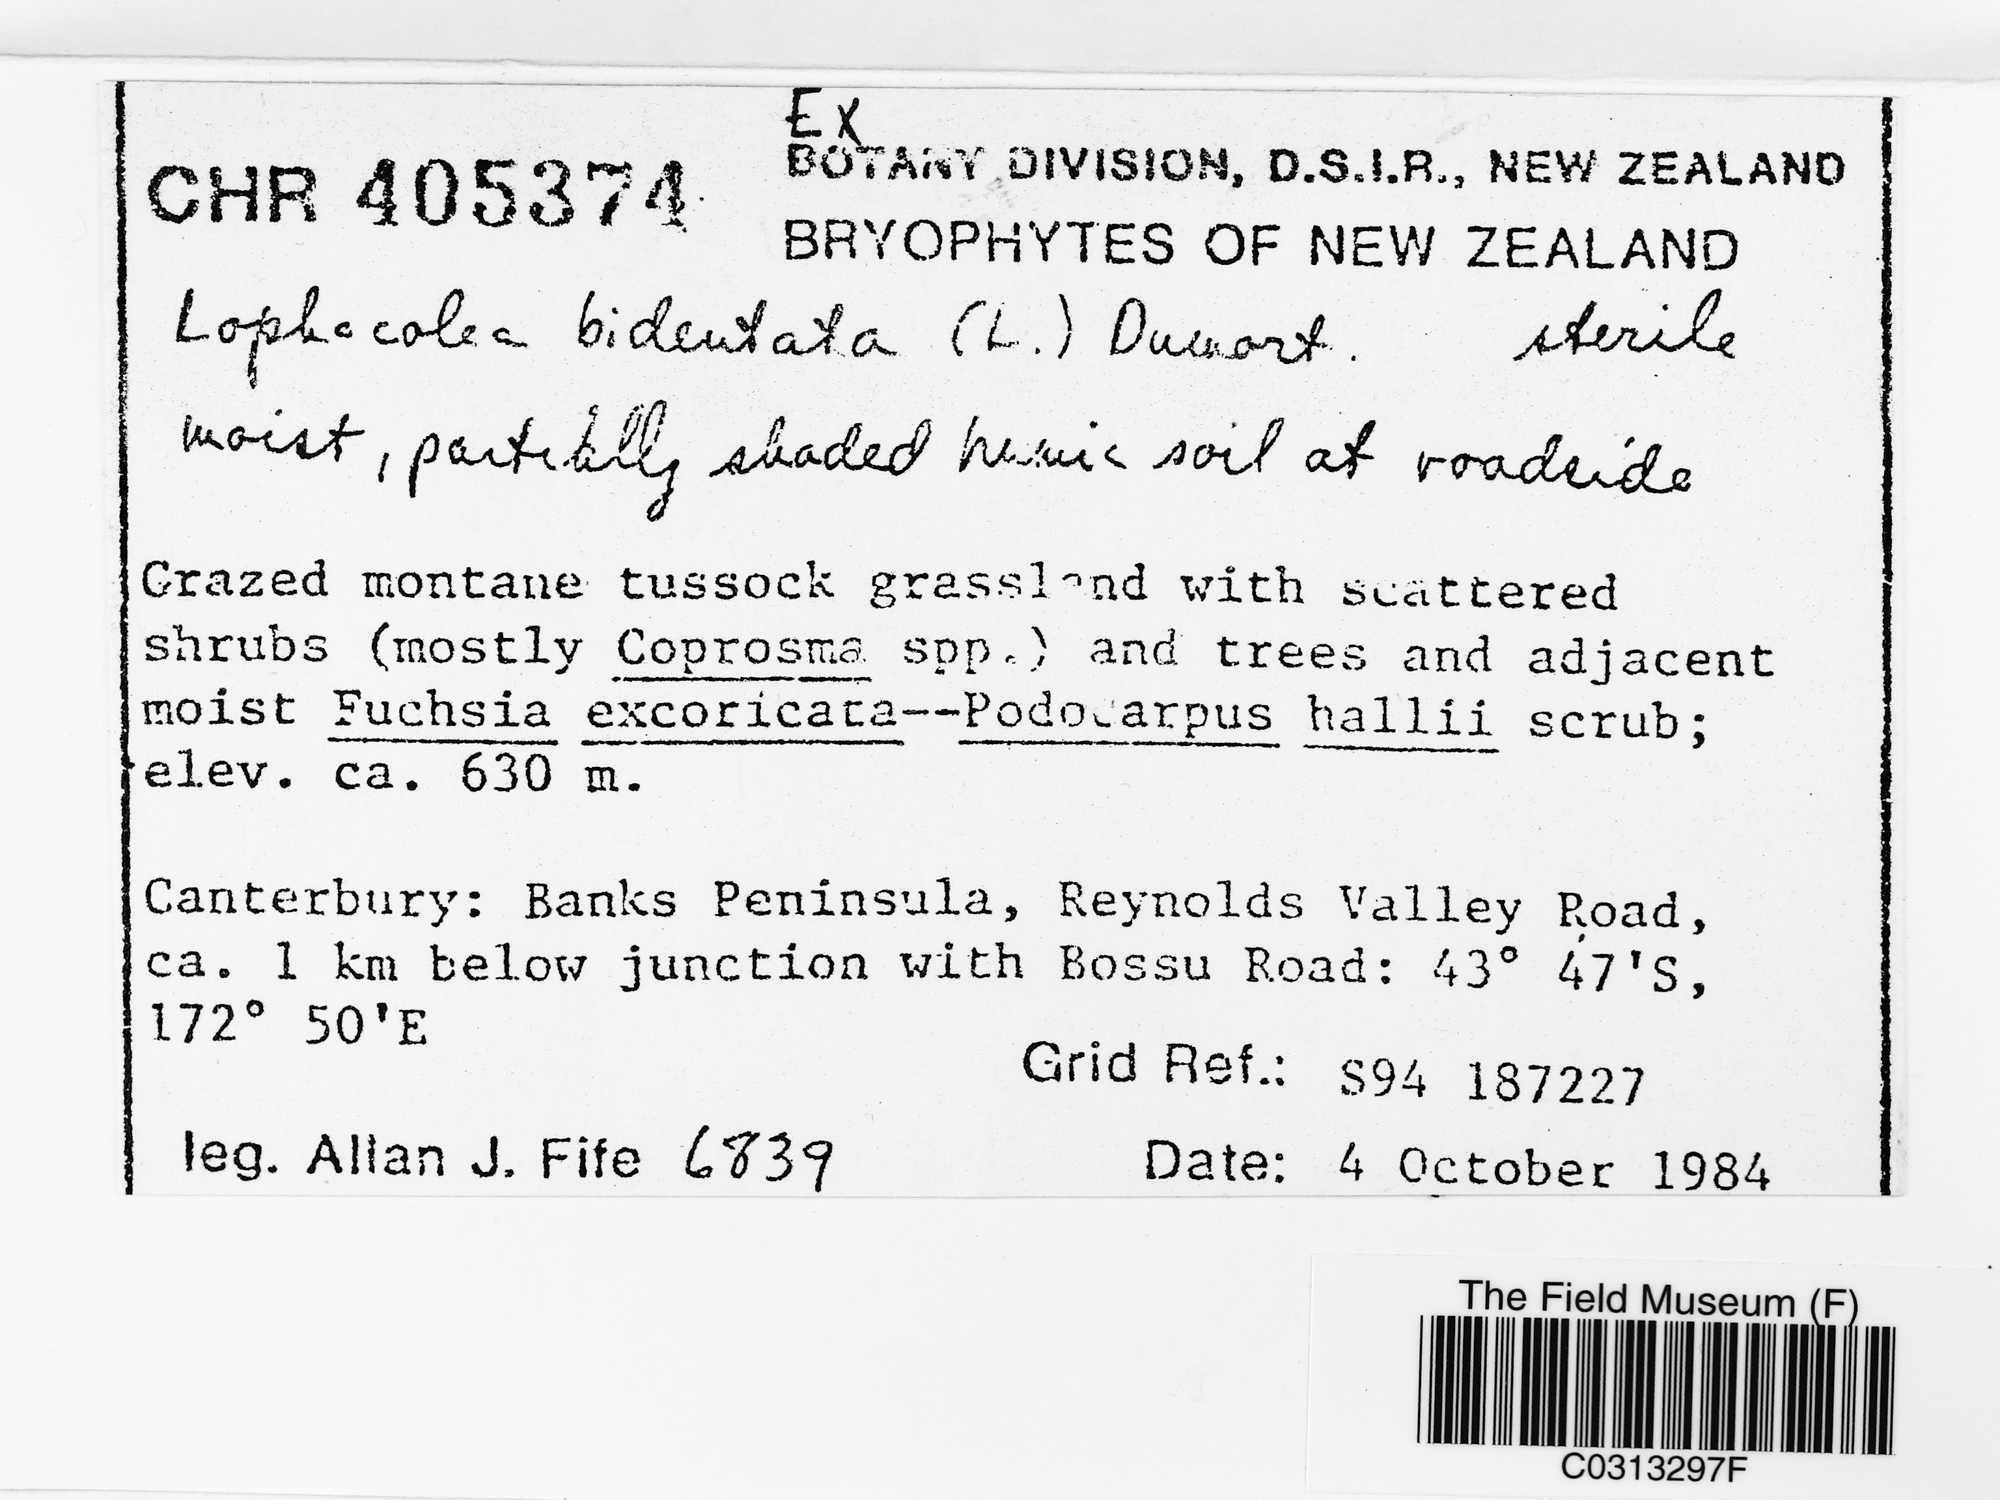 Ex
CHR 405374
BOTANY DIVISION, D.S.I.R., NEW ZEALAND
BRYOPHYTES OF NEW ZEALAND
Lophocolea bidentata (L.) Dumort. sterile
moist, partially shaded humic soil at roadside
Grazed montane tussock grassland with scattered
shrubs (mostly Coprosma spp.) and trees and adjacent
moist Fuchsia excoricata--Podocarpus hallii scrub;
elev. ca. 630 m.
Canterbury: Banks Peninsula, Reynolds Valley Road,
ca. 1 km below junction with Bossu Road: 43° 47'S,
172° 50'E
Grid Ref.: S94 187227
leg. Allan J. Fife 6839
Date: 4 October 1984
The Field Museum (F)
C0313297F